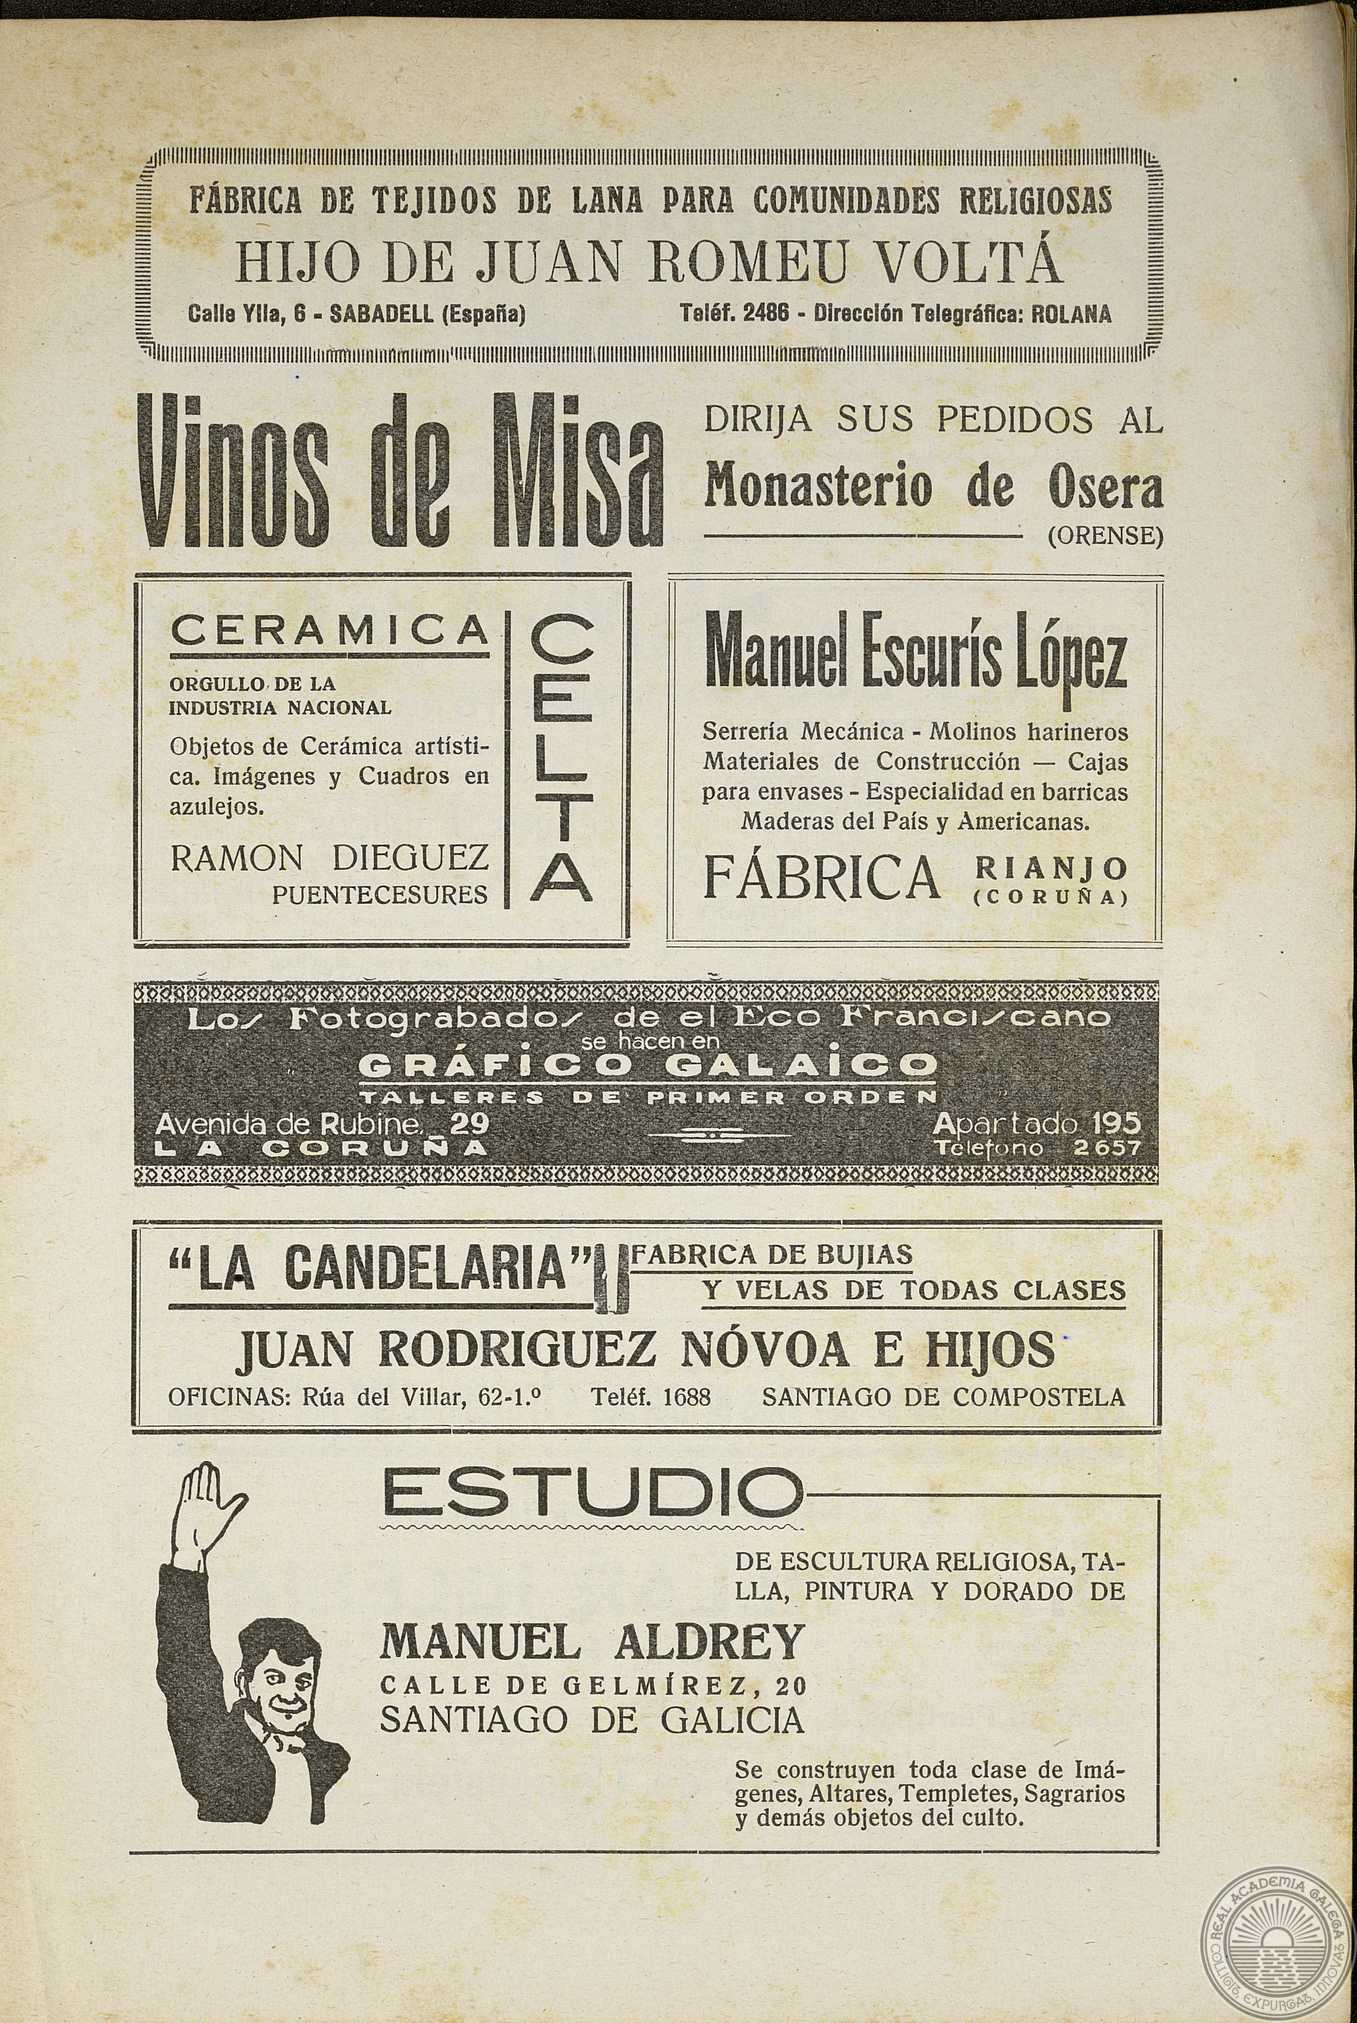 FÁBRICA DE TEJIDOS DE LANA PARA COMUNIDADES RELIGIOSAS
HIJO DE JUAN ROMEU VOLTÁ
Calle Ylla, 6 - SABADELL (España)
Teléf. 2486 - Dirección Telegráfica: ROLANA
Vinos de Misa
DIRIJA SUS PEDIDOS AL
Monasterio de Osera
(ORENSE)
CERAMICA
CELTA
ORGULLO DE LA
INDUSTRIA NACIONAL
Objetos de Cerámica artísti-
ca. Imágenes y Cuadros en
azulejos.
RAMON DIEGUEZ
PUENTECESURES
Manuel Escurís López
Serrería Mecánica - Molinos harineros
Materiales de Construcción — Cajas
para envases - Especialidad en barricas
Maderas del País y Americanas.
FÁBRICA
RIANJO
(CORUÑA)
Los Fotograbados de el Eco Franciscano
se hacen en
GRÁFICO GALAICO
TALLERES DE PRIMER ORDEN
Avenida de Rubine, 29
LA CORUÑA
Apartado 195
Telefono 2657
"LA CANDELARIA"
FABRICA DE BUJIAS
Y VELAS DE TODAS CLASES
JUAN RODRIGUEZ NÓVOA E HIJOS
OFICINAS: Rúa del Villar, 62-1.º Teléf. 1688 SANTIAGO DE COMPOSTELA
ESTUDIO
DE ESCULTURA RELIGIOSA, TA-
LLA, PINTURA Y DORADO DE
MANUEL ALDREY
CALLE DE GELMÍREZ, 20
SANTIAGO DE GALICIA
Se construyen toda clase de Imá-
genes, Altares, Templetes, Sagrarios
y demás objetos del culto.
REAL ACADEMIA GALEGA
COLLIGIT, EXPURGAT, INNOVAT